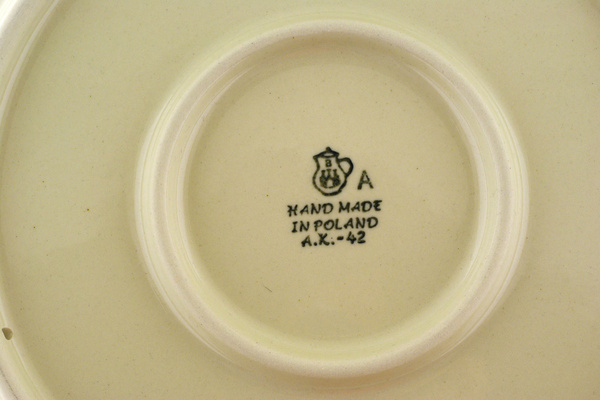 a A
HAND MADE
IN POLAND
A.K.-42